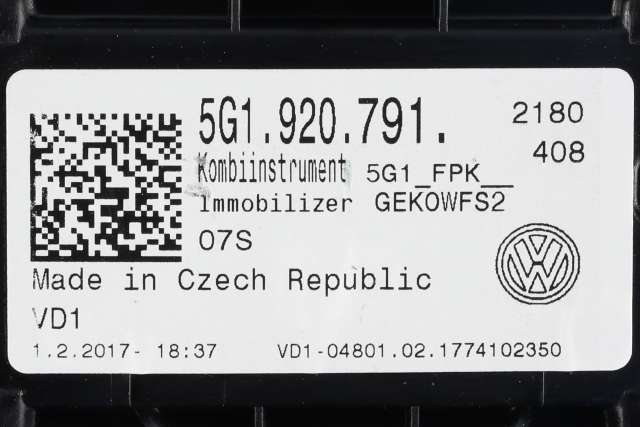 5G1.920.791. 2180
408
Kombiinstrument 5G1_FPK__
Immobilizer GEKOWFS2
07S
Made in Czech Republic
VD1
1.2.2017- 18:37 VD1-04801.02.1774102350